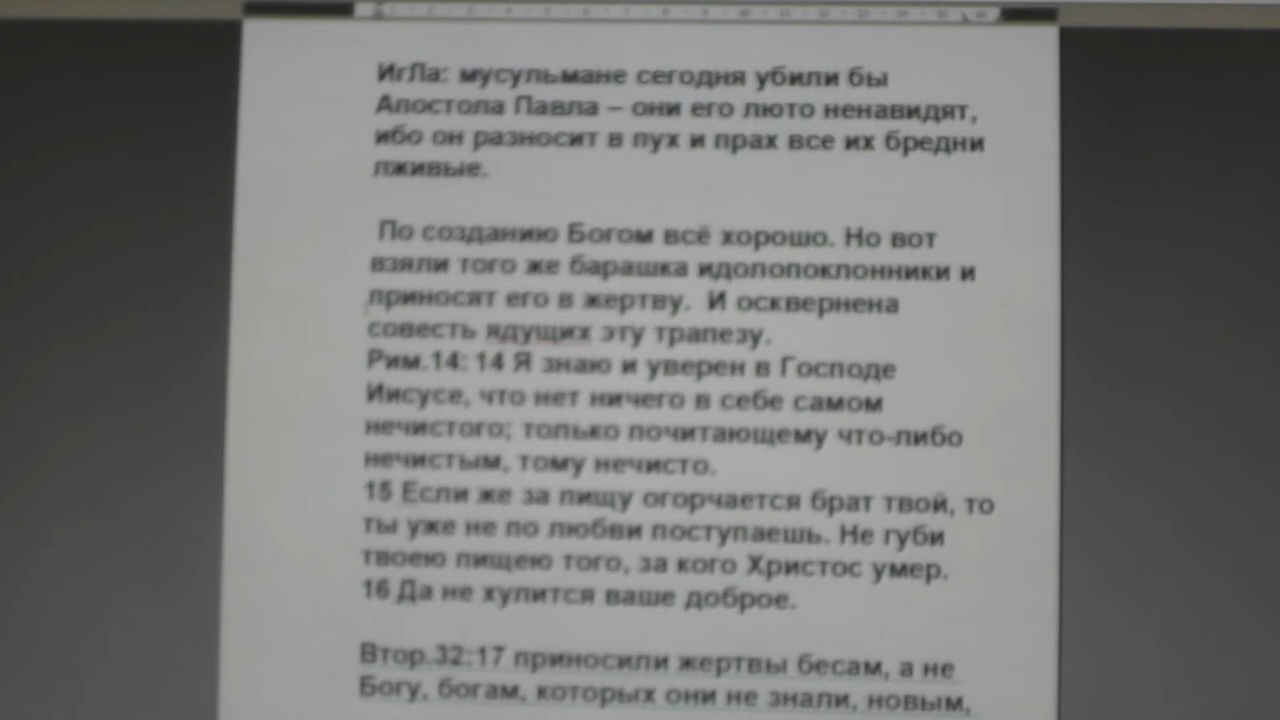 ИгЛа: мусульмане сегодня убили бы
Апостола Павла – они его люто ненавидят,
ибо он разносит в пух и прах все их бредни
лживые.
По созданию Богом всё хорошо. Но вот
взяли того же барашка идолопоклонники и
приносят его в жертву. И осквернена
совесть ядущих эту трапезу.
Рим.14: 14 Я знаю и уверен в Господе
Иисусе, что нет ничего в себе самом
нечистого; только почитающему что-либо
нечистым, тому нечисто.
15 Если же за пищу огорчается брат твой, то
ты уже не по любви поступаешь. Не губи
твоею пищею того, за кого Христос умер.
16 Да не хулится ваше доброе.
Втор.32:17 приносили жертвы бесам, а не
Богу, богам, которых они не знали, новым,